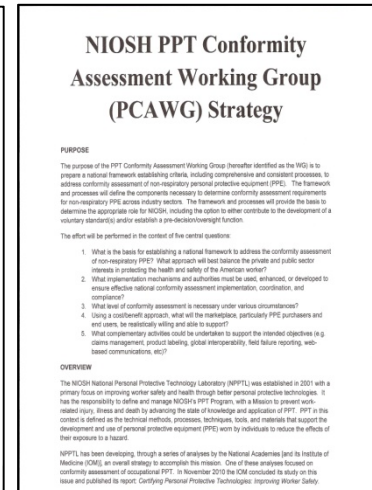 NIOSH PPT Conformity
Assessment Working Group
(PCAWG) Strategy
PURPOSE
The purpose of the PPT Conformity Assessment Working Group (hereafter identified as the WG) is to
prepare a national framework establishing criteria, including comprehensive and consistent processes, to
address conformity assessment of non-respiratory personal protective equipment (PPE). The framework
and processes will define the components necessary to determine conformity assessment requirements
for non-respiratory PPE across industry sectors. The framework and processes will provide the basis to
determine the appropriate role for NIOSH, including the option to either contribute to the development of a
voluntary standard(s) and/or establish a pre-decision/oversight function.
The effort will be performed in the context of five central questions:
1. What is the basis for establishing a national framework to address the conformity assessment
of non-respiratory PPE? What approach will best balance the private and public sector
interests in protecting the health and safety of the American worker?
2. What implementation mechanisms and authorities must be used, enhanced, or developed to
ensure effective national conformity assessment implementation, coordination, and
compliance?
3. What level of conformity assessment is necessary under various circumstances?
4. Using a cost/benefit approach, what will the marketplace, particularly PPE purchasers and
end users, be realistically willing and able to support?
5. What complementary activities could be undertaken to support the intended objectives (e.g.
claims management, product labeling, global interoperability, field failure reporting, web-
based communications, etc)?
OVERVIEW
The NIOSH National Personal Protective Technology Laboratory (NPPTL) was established in 2001 with a
primary focus on improving worker safety and health through better personal protective technologies. It
has the responsibility to define and manage NIOSH's PPT Program, with a Mission to prevent work-
related injury, illness and death by advancing the state of knowledge and application of PPT. PPT in this
context is defined as the technical methods, processes, techniques, tools, and materials that support the
development and use of personal protective equipment (PPE) worn by individuals to reduce the effects of
their exposure to a hazard.
NPPTL has been developing, through a series of analyses by the National Academies [and its Institute of
Medicine (IOM)], an overall strategy to accomplish this mission. One of these analyses focused on
conformity assessment of occupational PPT. In November 2010 the IOM concluded its study on this
issue and published its report: Certifying Personal Protective Technologies: Improving Worker Safety.